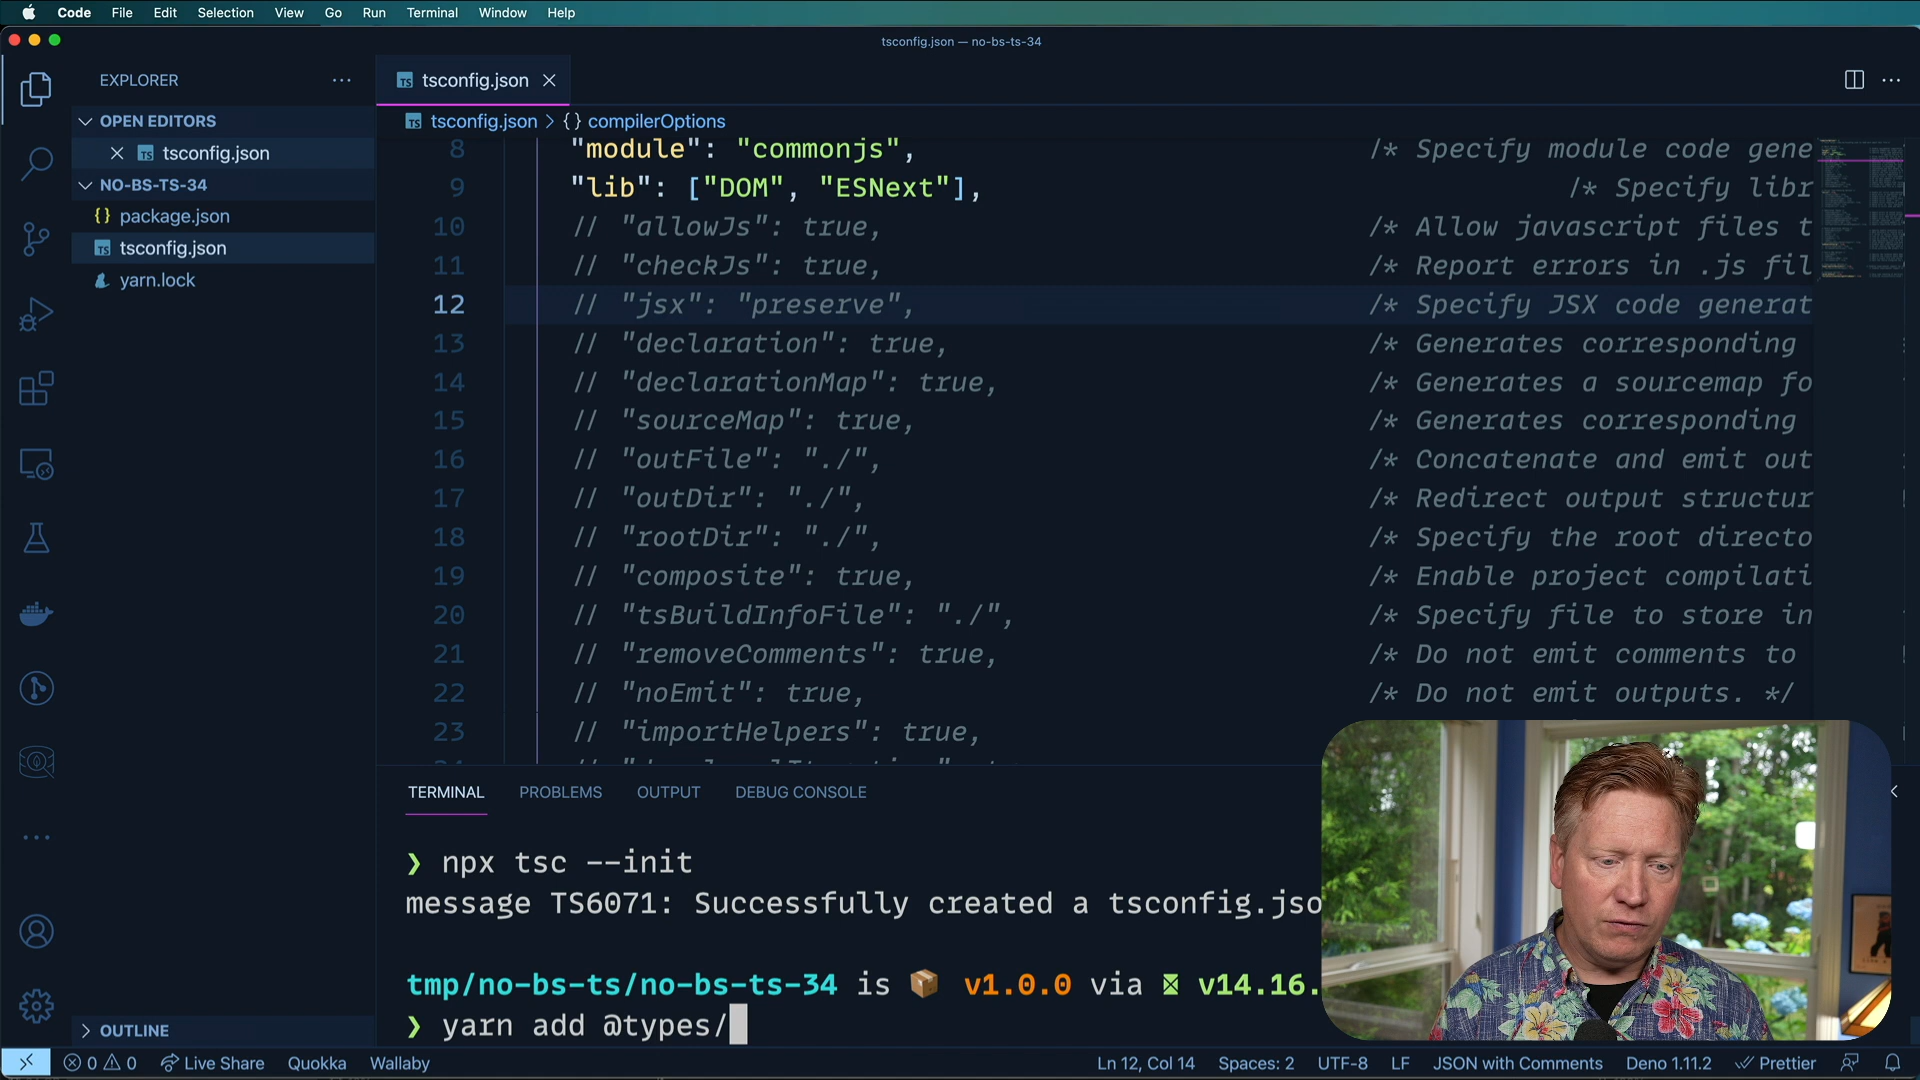 Code File Edit Selection View Go Run Terminal Window Help
tsconfig.json — no-bs-ts-34
EXPLORER
tsconfig.json
OPEN EDITORS
tsconfig.json > {} compilerOptions
tsconfig.json
NO-BS-TS-34
{} package.json
tsconfig.json
yarn.lock
8 "module": "commonjs", /* Specify module code gene
9 "lib": ["DOM", "ESNext"], /* Specify libr
10 // "allowJs": true, /* Allow javascript files t
11 // "checkJs": true, /* Report errors in .js fil
12 // "jsx": "preserve", /* Specify JSX code generat
13 // "declaration": true, /* Generates corresponding
14 // "declarationMap": true, /* Generates a sourcemap fo
15 // "sourceMap": true, /* Generates corresponding
16 // "outFile": "./", /* Concatenate and emit out
17 // "outDir": "./", /* Redirect output structur
18 // "rootDir": "./", /* Specify the root directo
19 // "composite": true, /* Enable project compilati
20 // "tsBuildInfoFile": "./", /* Specify file to store in
21 // "removeComments": true, /* Do not emit comments to
22 // "noEmit": true, /* Do not emit outputs. */
23 // "importHelpers": true,
TERMINAL PROBLEMS OUTPUT DEBUG CONSOLE
❯ npx tsc --init
message TS6071: Successfully created a tsconfig.jso
tmp/no-bs-ts/no-bs-ts-34 is 📦 v1.0.0 via v14.16.
❯ yarn add @types/
OUTLINE
0 0 Live Share Quokka Wallaby Ln 12, Col 14 Spaces: 2 UTF-8 LF JSON with Comments Deno 1.11.2 Prettier